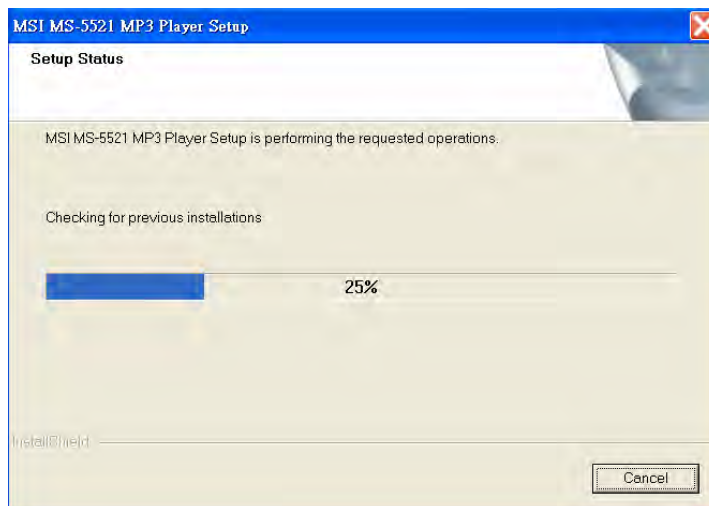 MSI MS-5521 MP3 Player Setup
Setup Status
MSI MS-5521 MP3 Player Setup is performing the requested operations.
Checking for previous installations
25%
InstallShield
Cancel